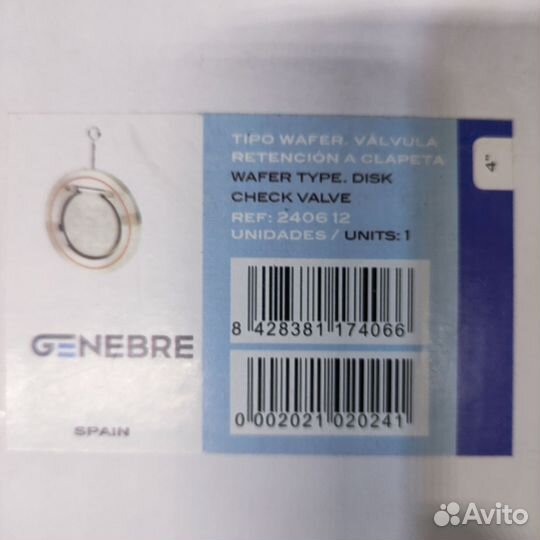 TIPO WAFER. VÁLVULA
RETENCIÓN A CLAPETA
WAFER TYPE. DISK
CHECK VALVE
REF: 2406 12
UNIDADES / UNITS: 1
4"
8 428381 174066
GENEBRE
0 002021 020241
SPAIN
Avito